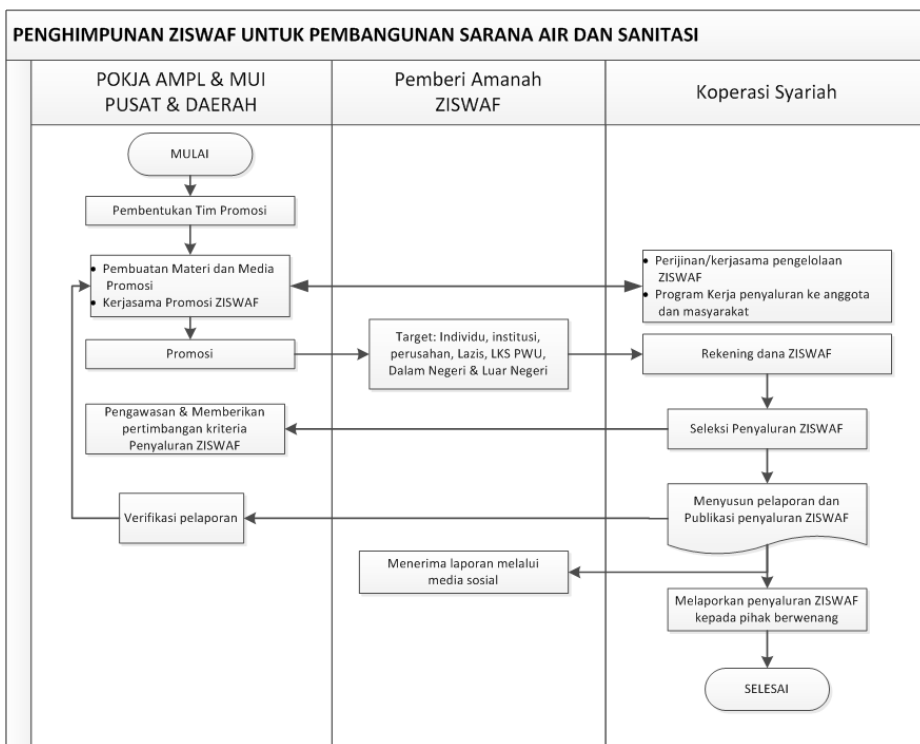 PENGHIMPUNAN ZISWAF UNTUK PEMBANGUNAN SARANA AIR DAN SANITASI
POKJA AMPL & MUI
PUSAT & DAERAH
Pemberi Amanah
ZISWAF
Koperasi Syariah
MULAI
Pembentukan Tim Promosi
• Pembuatan Materi dan Media
Promosi
• Kerjasama Promosi ZISWAF
• Perijinan/kerjasama pengelolaan
ZISWAF
• Program Kerja penyaluran ke anggota
dan masyarakat
Promosi
Target: Individu, institusi,
perusahan, Lazis, LKS PWU,
Dalam Negeri & Luar Negeri
Rekening dana ZISWAF
Pengawasan & Memberikan
pertimbangan kriteria
Penyaluran ZISWAF
Seleksi Penyaluran ZISWAF
Verifikasi pelaporan
Menyusun pelaporan dan
Publikasi penyaluran ZISWAF
Menerima laporan melalui
media sosial
Melaporkan penyaluran ZISWAF
kepada pihak berwenang
SELESAI